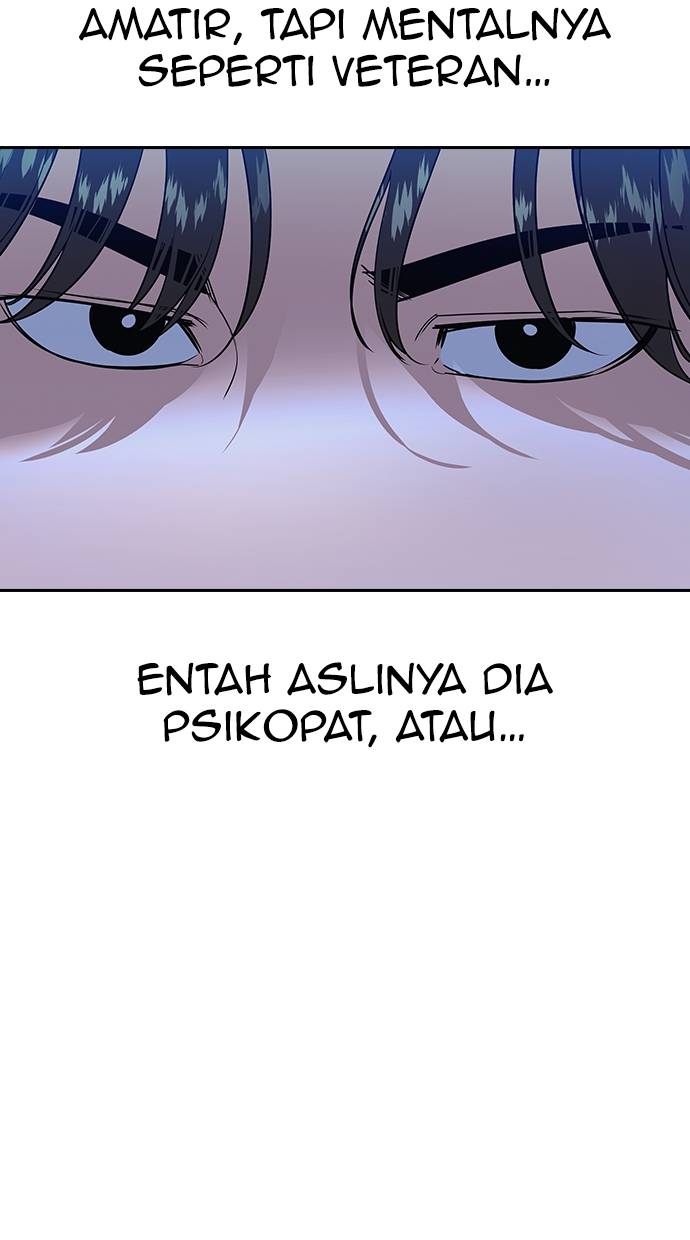 AMATIR, TAPI MENTALNYA
SEPERTI VETERAN...
ENTAH ASLINYA DIA
PSIKOPAT, ATAU...